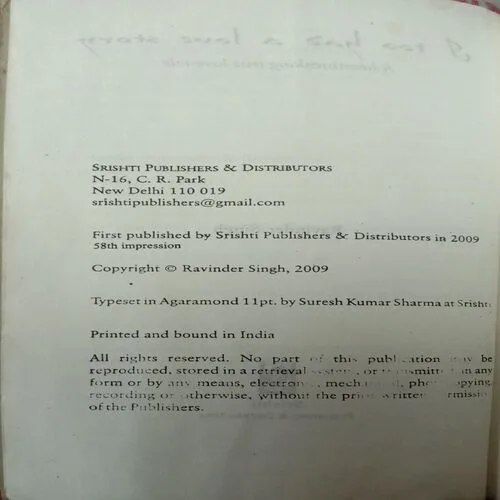 I too had a love story
SRISHTI PUBLISHERS & DISTRIBUTORS
N-16, C. R. Park
New Delhi 110 019
srishtipublishers@gmail.com
First published by Srishti Publishers & Distributors in 2009
58th impression
Copyright © Ravinder Singh, 2009
Typeset in Agaramond 11pt. by Suresh Kumar Sharma at Srishti
Printed and bound in India
All rights reserved. No part of this publication may be
reproduced, stored in a retrieval system, or transmitted in any
form or by any means, electronic, mechanical, photocopying,
recording or otherwise, without the prior written permission
of the Publishers.